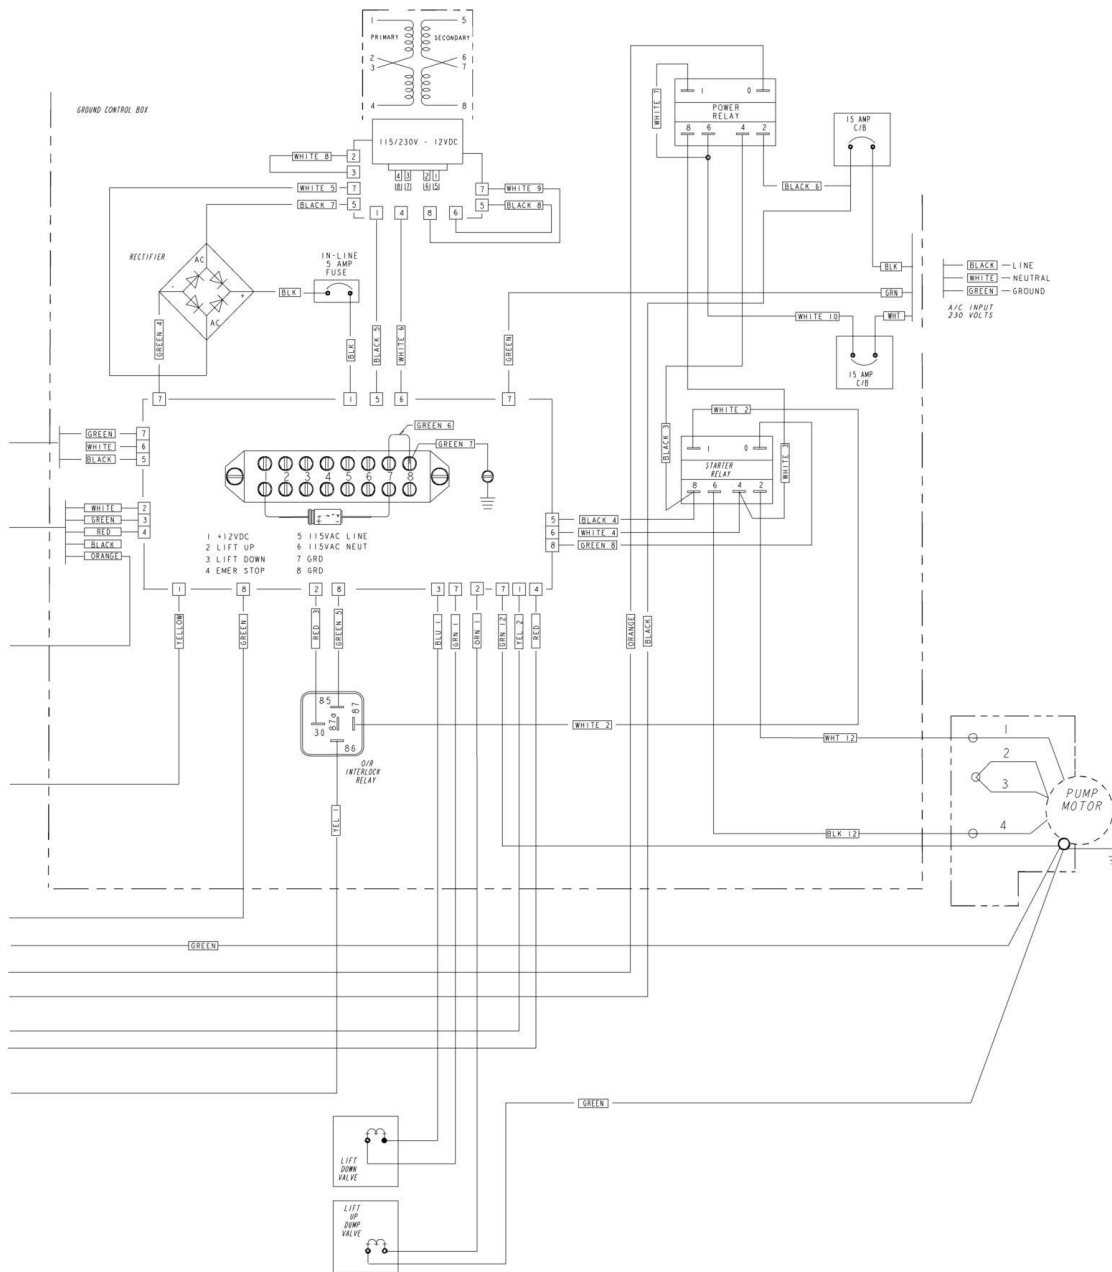 1
5
PRIMARY
SECONDARY
2
3
6
7
4
8
GROUND CONTROL BOX
115/230V - 12VDC
4 3 2 1
8 7 6 5
WHITE 8
2
3
WHITE 5
7
BLACK 7
5
7
WHITE 9
5
BLACK 8
1
4
8
6
WHITE 7
1
0
POWER
RELAY
8 6 4 2
15 AMP
C/B
BLACK 6
RECTIFIER
AC
-
+
AC
IN-LINE
5 AMP
FUSE
BLK
BLK
GRN
BLACK
LINE
WHITE
NEUTRAL
GREEN
GROUND
A/C INPUT
230 VOLTS
WHITE 10
WHT
15 AMP
C/B
GREEN 4
BLK
BLACK 5
WHITE 6
GREEN
7
1
5
6
7
GREEN 6
GREEN 7
GREEN
7
WHITE
6
BLACK
5
WHITE
2
GREEN
3
RED
4
BLACK
ORANGE
1 2 3 4 5 6 7 8
+ - - -
1 +12VDC
2 LIFT UP
3 LIFT DOWN
4 EMER STOP
5 115VAC LINE
6 115VAC NEUT
7 GRD
8 GRD
WHITE 2
BLACK 3
WHITE 3
1
0
STARTER
RELAY
8 6 4 2
5
BLACK 4
6
WHITE 4
8
GREEN 8
1
8
2
8
3
7
2
7
1
4
YELLOW
GREEN
RED 3
GREEN 5
BLU 1
GRN 1
ORN 1
GRN 12
YEL 2
RED
ORANGE
BLACK
85
87
87a
30
86
O/R
INTERLOCK
RELAY
WHITE 2
YEL 1
WHT 12
BLK 12
1
2
3
4
PUMP
MOTOR
GREEN
GREEN
LIFT
DOWN
VALVE
LIFT
UP
DUMP
VALVE